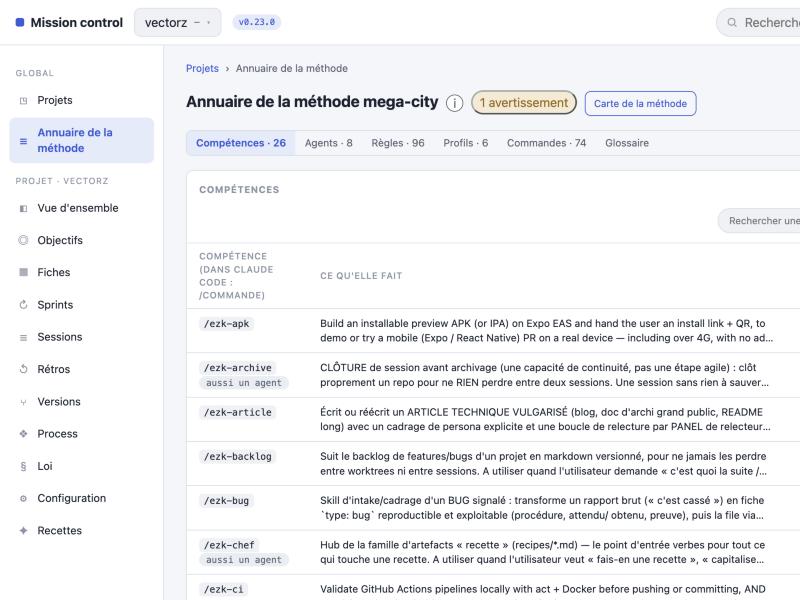 Mission control
vectorz
v0.23.0
Recherche
GLOBAL
Projets
Annuaire de la
méthode
PROJET · VECTORZ
Vue d'ensemble
Objectifs
Fiches
Sprints
Sessions
Rétros
Versions
Process
§ Loi
Configuration
Recettes
Projets › Annuaire de la méthode
Annuaire de la méthode mega-city
1 avertissement
Carte de la méthode
Compétences · 26
Agents · 8
Règles · 96
Profils · 6
Commandes · 74
Glossaire
COMPÉTENCES
Rechercher une
COMPÉTENCE
(DANS CLAUDE
CODE :
/COMMANDE)
CE QU'ELLE FAIT
/ezk-apk
Build an installable preview APK (or IPA) on Expo EAS and hand the user an install link + QR, to
demo or try a mobile (Expo / React Native) PR on a real device — including over 4G, with no ad...
/ezk-archive
aussi un agent
CLÔTURE de session avant archivage (une capacité de continuité, pas une étape agile) : clôt
proprement un repo pour ne RIEN perdre entre deux sessions. Une session sans rien à sauver...
/ezk-article
Écrit ou réécrit un ARTICLE TECHNIQUE VULGARISÉ (blog, doc d'archi grand public, README
long) avec un cadrage de persona explicite et une boucle de relecture par PANEL de relecteur...
/ezk-backlog
Suit le backlog de features/bugs d'un projet en markdown versionné, pour ne jamais les perdre
entre worktrees ni entre sessions. A utiliser quand l'utilisateur demande « c'est quoi la suite /...
/ezk-bug
Skill d'intake/cadrage d'un BUG signalé : transforme un rapport brut (« c'est cassé ») en fiche
`type: bug` reproductible et exploitable (procédure, attendu/ obtenu, preuve), puis la file via...
/ezk-chef
aussi un agent
Hub de la famille d'artefacts « recette » (recipes/*.md) — le point d'entrée verbes pour tout ce
qui touche une recette. A utiliser quand l'utilisateur veut « fais-en une recette », « capitalise...
/ezk-ci
Validate GitHub Actions pipelines locally with act + Docker before pushing or committing, AND